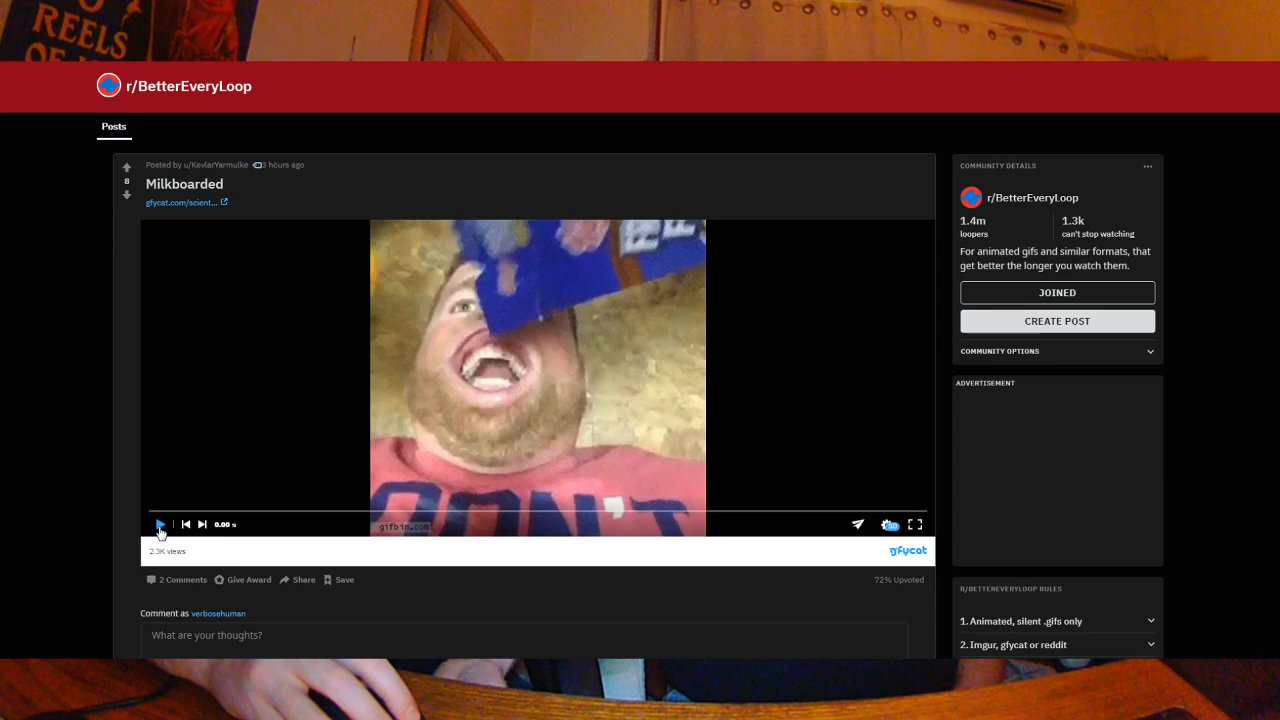 REELS
r/BetterEveryLoop
Posts
Posted by u/KevlarYarmulke 3 hours ago
8
Milkboarded
gfycat.com/scient...
DON'T
gifbin.com
0.00 s
SD
2.3K views
gfycat
2 Comments Give Award Share Save
72% Upvoted
Comment as verbosehuman
What are your thoughts?
COMMUNITY DETAILS
r/BetterEveryLoop
1.4m 1.3k
loopers can't stop watching
For animated gifs and similar formats, that
get better the longer you watch them.
JOINED
CREATE POST
COMMUNITY OPTIONS
ADVERTISEMENT
R/BETTEREVERYLOOP RULES
1. Animated, silent .gifs only
2. Imgur, gfycat or reddit